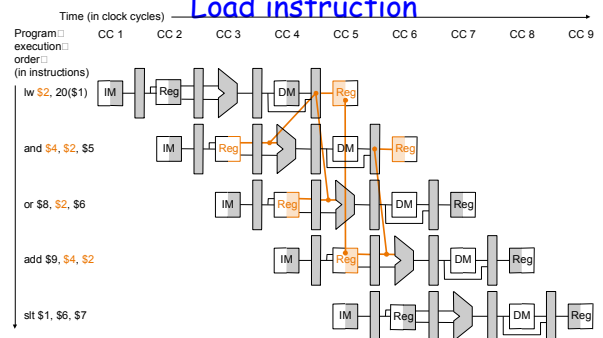 Load instruction
Time (in clock cycles)
Program CC 1 CC 2 CC 3 CC 4 CC 5 CC 6 CC 7 CC 8 CC 9
execution
order
(in instructions)
lw $2, 20($1) IM Reg DM Reg
and $4, $2, $5 IM Reg DM Reg
or $8, $2, $6 IM Reg DM Reg
add $9, $4, $2 IM Reg DM Reg
slt $1, $6, $7 IM Reg DM Reg